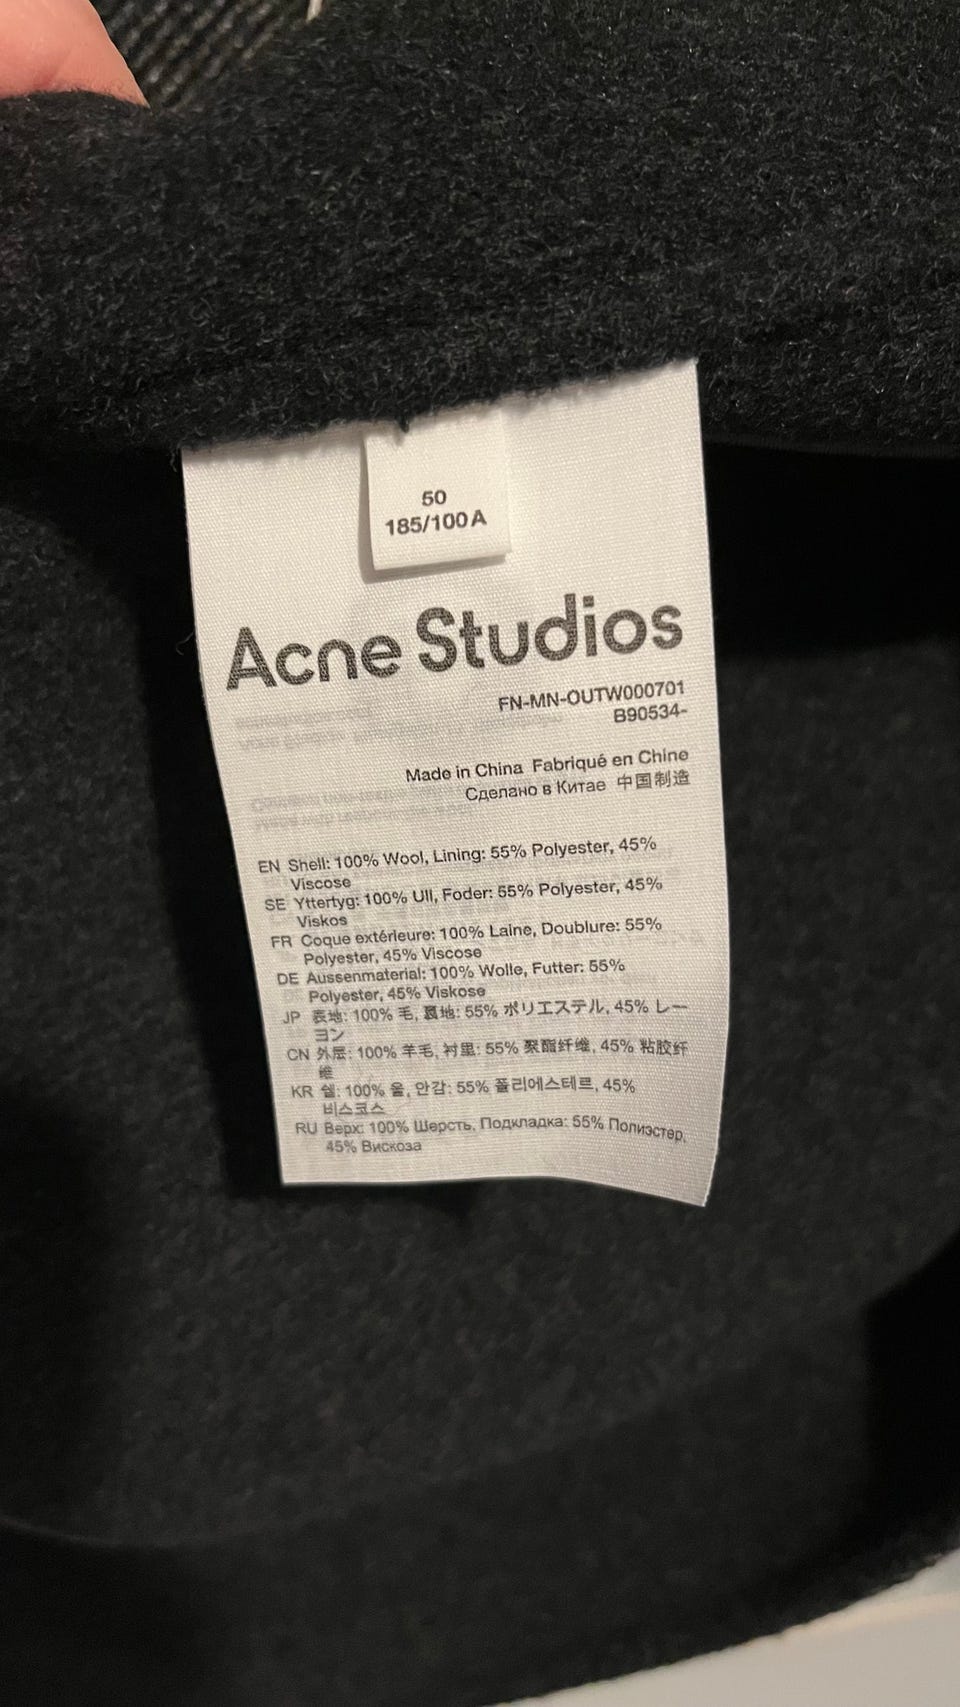 50
185/100A
Acne Studios
FN-MN-OUTW000701
B90534-
Made in China Fabriqué en Chine
Сделано в Китае 中国制造
EN Shell: 100% Wool, Lining: 55% Polyester, 45%
Viscose
SE Yttertyg: 100% Ull, Foder: 55% Polyester, 45%
Viskos
FR Coque extérieure: 100% Laine, Doublure: 55%
Polyester, 45% Viscose
DE Aussenmaterial: 100% Wolle, Futter: 55%
Polyester, 45% Viskose
JP 表地: 100% 毛, 裏地: 55% ポリエステル, 45% レー
ヨン
CN 外层: 100% 羊毛, 衬里: 55% 聚酯纤维, 45% 粘胶纤
维
KR 쉘: 100% 울, 안감: 55% 폴리에스테르, 45%
비스코스
RU Верх: 100% Шерсть, Подкладка: 55% Полиэстер,
45% Вискоза